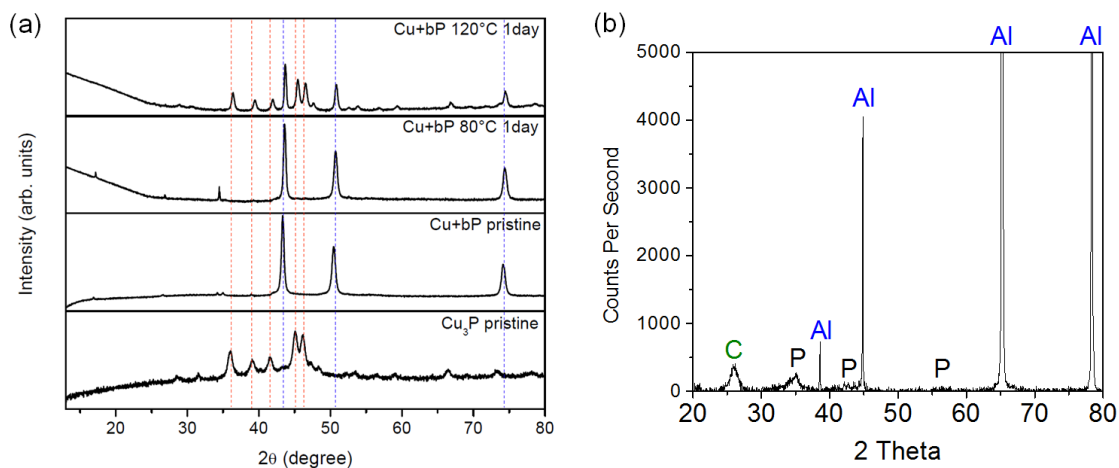 (a)
Cu+bP 120°C 1day
Cu+bP 80°C 1day
Cu+bP pristine
Cu₃P pristine
Intensity (arb. units)
20 30 40 50 60 70 80
2θ (degree)
(b)
Al Al
5000
4000
3000
2000
1000
0
Al
Al
C
P
P
P
Counts Per Second
20 30 40 50 60 70 80
2 Theta